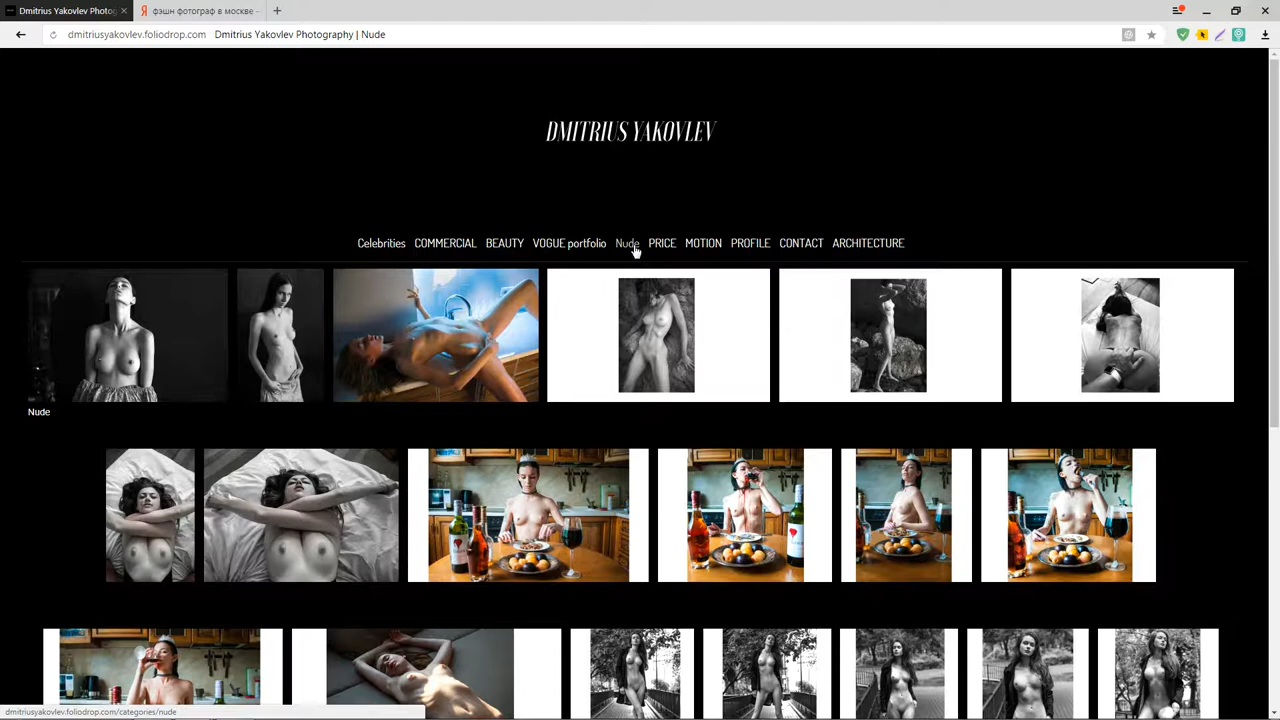 Dmitrius Yakovlev Photog
фэшн фотограф в москве -
dmitriusyakovlev.foliodrop.com Dmitrius Yakovlev Photography | Nude
DMITRIUS YAKOVLEV
Celebrities COMMERCIAL BEAUTY VOGUE portfolio Nude PRICE MOTION PROFILE CONTACT ARCHITECTURE
Nude
dmitriusyakovlev.foliodrop.com/categories/nude